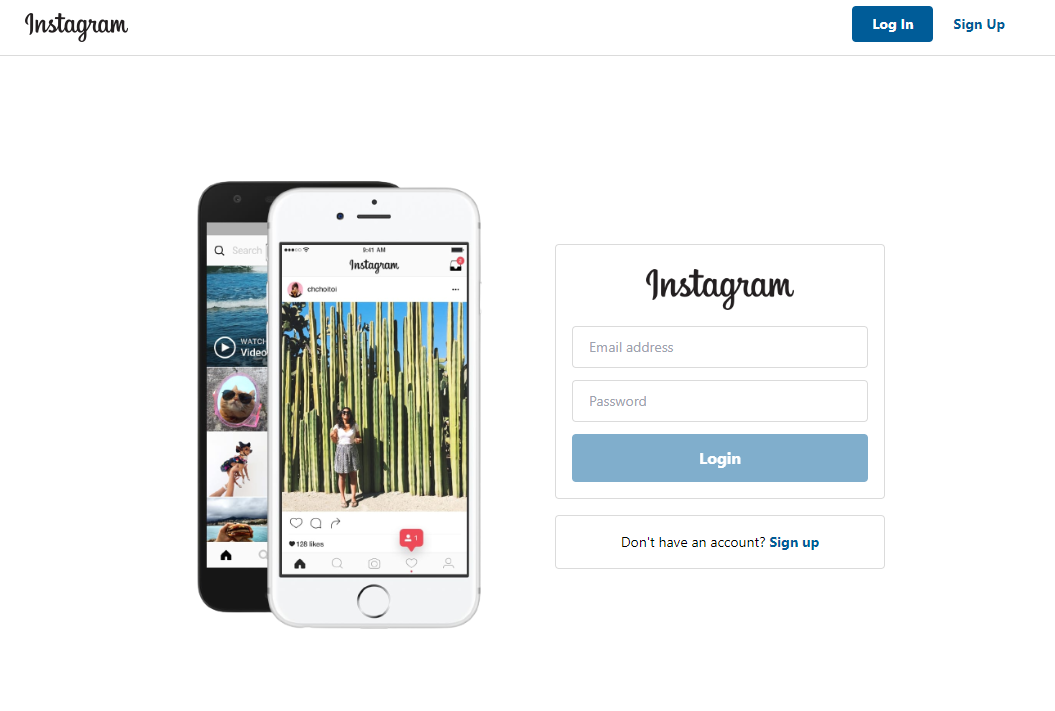 Instagram
Log In
Sign Up
Search
WATCH
Video
9:41 AM
Instagram
chchoitoi
128 likes
1
Instagram
Email address
Password
Login
Don't have an account? Sign up